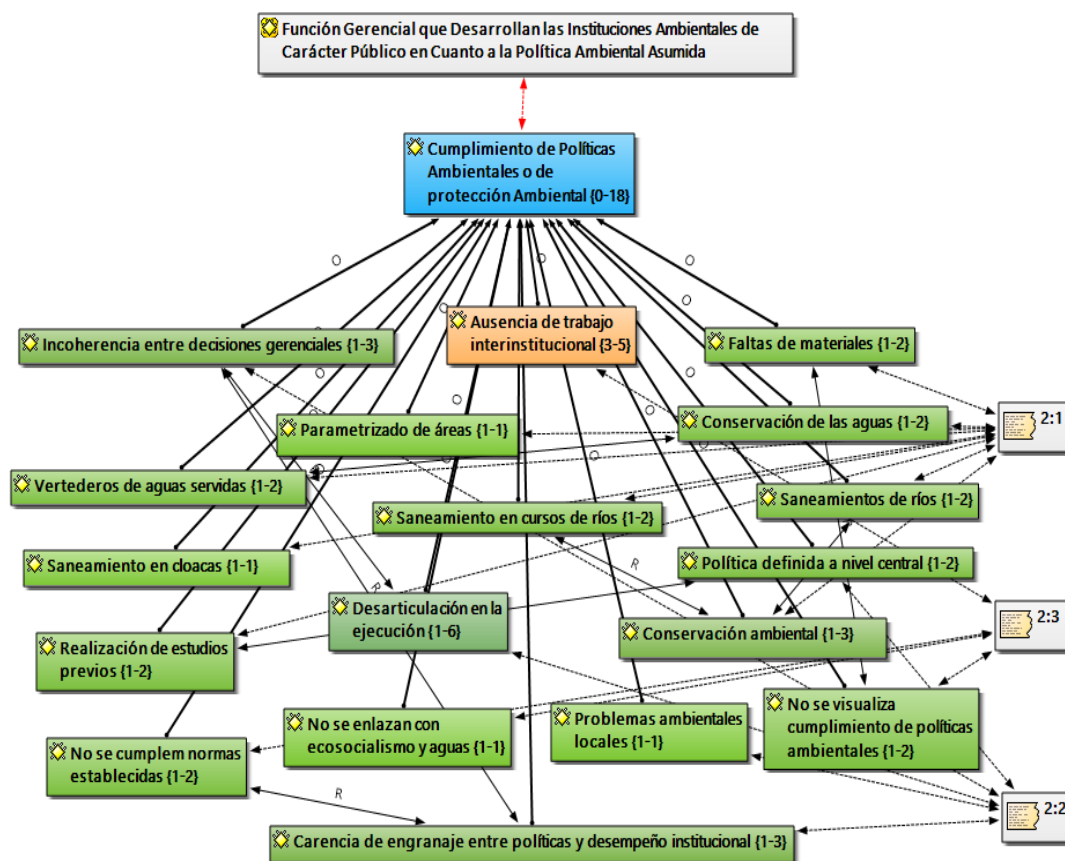 Función Gerencial que Desarrollan las Instituciones Ambientales de
Carácter Público en Cuanto a la Política Ambiental Asumida
Cumplimiento de Políticas
Ambientales o de
protección Ambiental {0-18}
O
O
O
Ausencia de trabajo
interinstitucional {3-5}
Incoherencia entre decisiones gerenciales {1-3}
Faltas de materiales {1-2}
O
O
O
O
O
O
Parametrizado de áreas {1-1}
Conservación de las aguas {1-2}
2:1
O
O
O
Vertederos de aguas servidas {1-2}
Saneamientos de ríos {1-2}
Saneamiento en cursos de ríos {1-2}
Saneamiento en cloacas {1-1}
Política definida a nivel central {1-2}
R
R
Desarticulación en la
ejecución {1-6}
Conservación ambiental {1-3}
2:3
Realización de estudios
previos {1-2}
No se visualiza
cumplimiento de políticas
ambientales {1-2}
No se enlazan con
ecosocialismo y aguas {1-1}
Problemas ambientales
locales {1-1}
No se cumplem normas
establecidas {1-2}
R
2:2
Carencia de engranaje entre políticas y desempeño institucional {1-3}